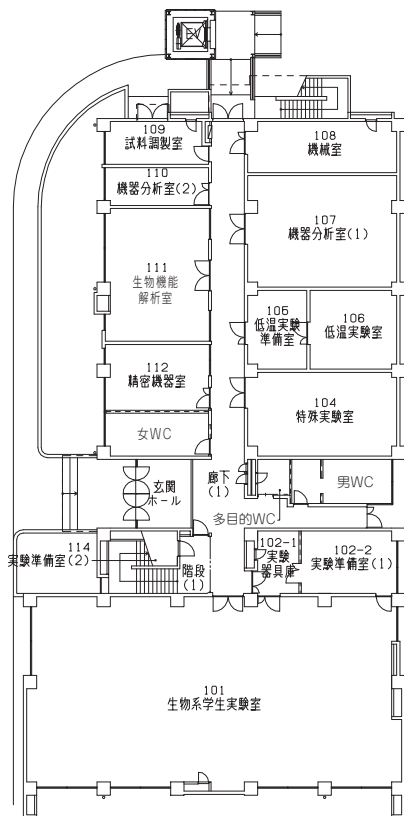 EV
109
試料調製室
108
機械室
110
機器分析室(2)
107
機器分析室(1)
111
生物機能
解析室
105
低温実験
準備室
106
低温実験室
112
精密機器室
104
特殊実験室
女WC
廊下
(1)
男WC
玄関
ホール
多目的WC
114
実験準備室(2)
階段
(1)
102-1
実験
器具庫
102-2
実験準備室(1)
101
生物系学生実験室